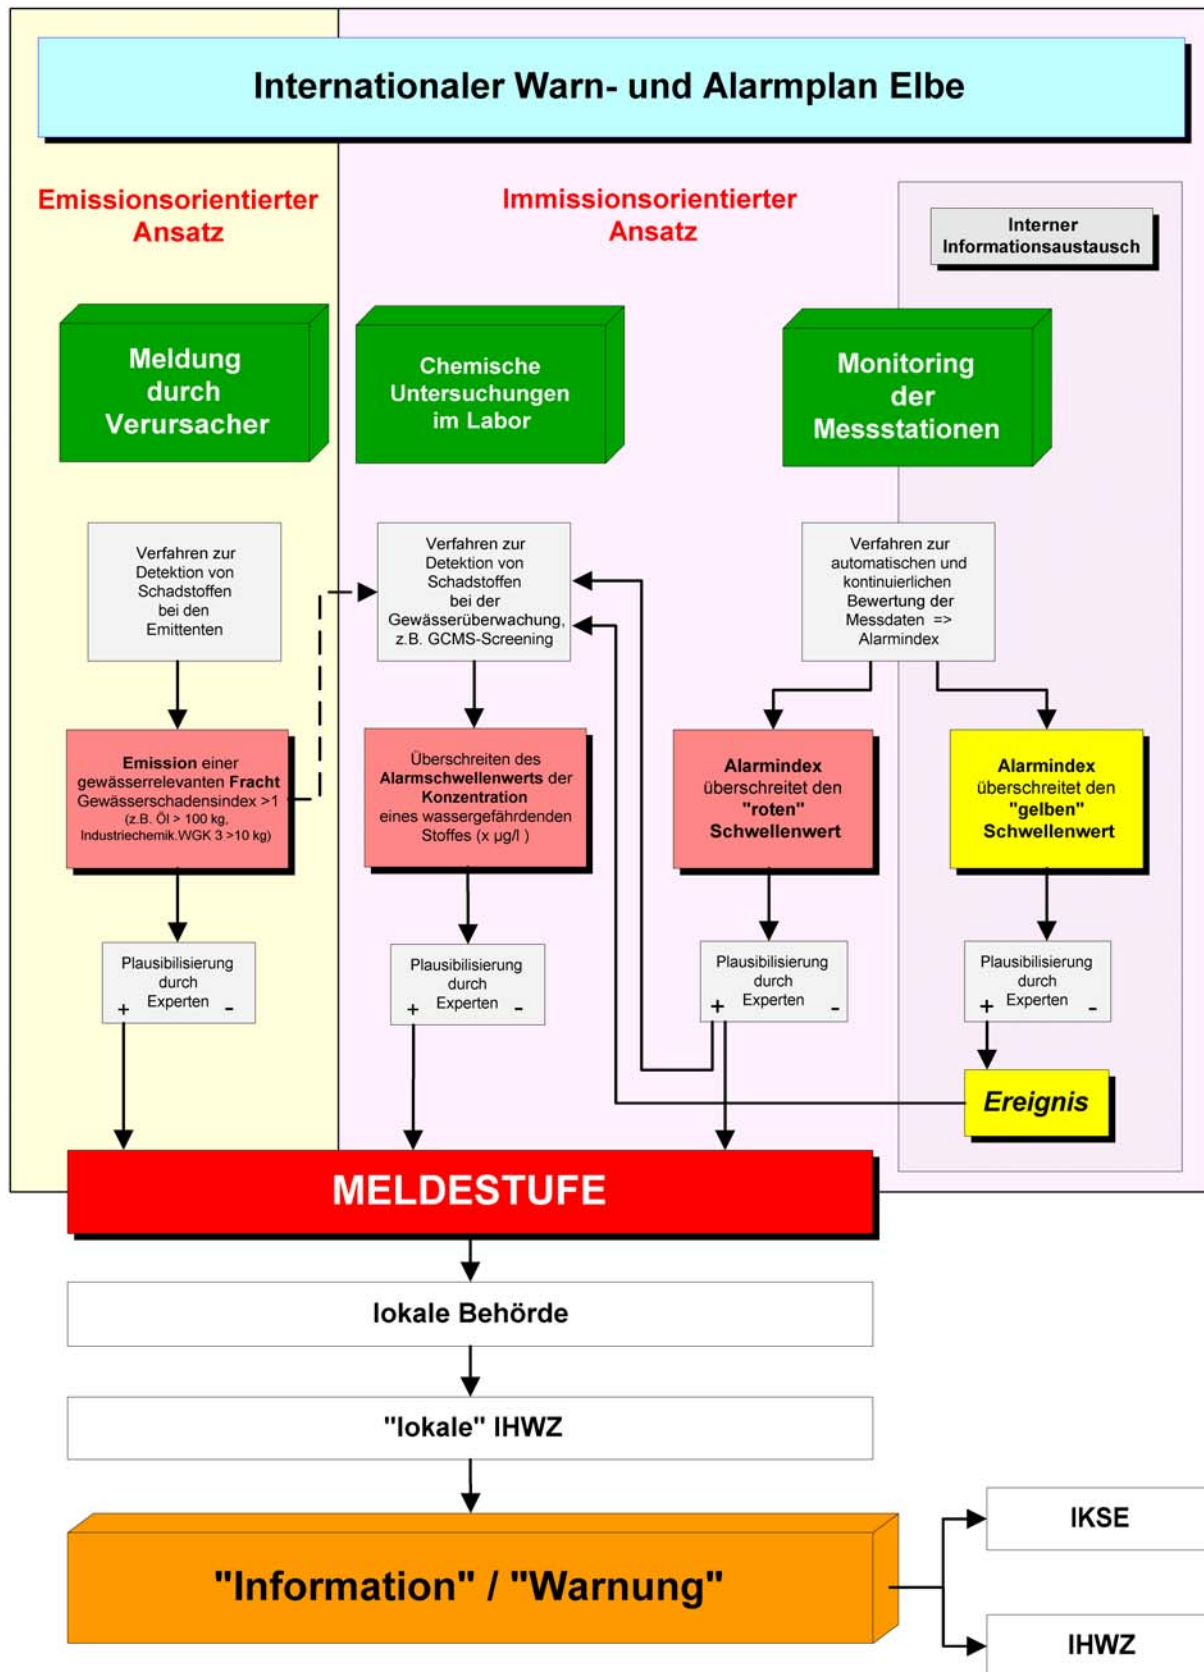 Internationaler Warn- und Alarmplan Elbe
Emissionsorientierter
Ansatz
Immissionsorientierter
Ansatz
Interner
Informationsaustausch
Meldung
durch
Verursacher
Chemische
Untersuchungen
im Labor
Monitoring
der
Messstationen
Verfahren zur
Detektion von
Schadstoffen
bei den
Emittenten
Verfahren zur
Detektion von
Schadstoffen
bei der
Gewässerüberwachung,
z.B. GCMS-Screening
Verfahren zur
automatischen und
kontinuierlichen
Bewertung der
Messdaten =>
Alarmindex
Emission einer
gewässerrelevanten Fracht
Gewässerschadensindex >1
(z.B. Öl > 100 kg,
Industriechemik.WGK 3 >10 kg)
Überschreiten des
Alarmschwellenwerts der
Konzentration
eines wassergefährdenden
Stoffes (x µg/l )
Alarmindex
überschreitet den
"roten"
Schwellenwert
Alarmindex
überschreitet den
"gelben"
Schwellenwert
Plausibilisierung
durch
Experten
+ -
Plausibilisierung
durch
Experten
+ -
Plausibilisierung
durch
Experten
+ -
Plausibilisierung
durch
Experten
+ -
Ereignis
MELDESTUFE
lokale Behörde
"lokale" IHWZ
"Information" / "Warnung"
IKSE
IHWZ